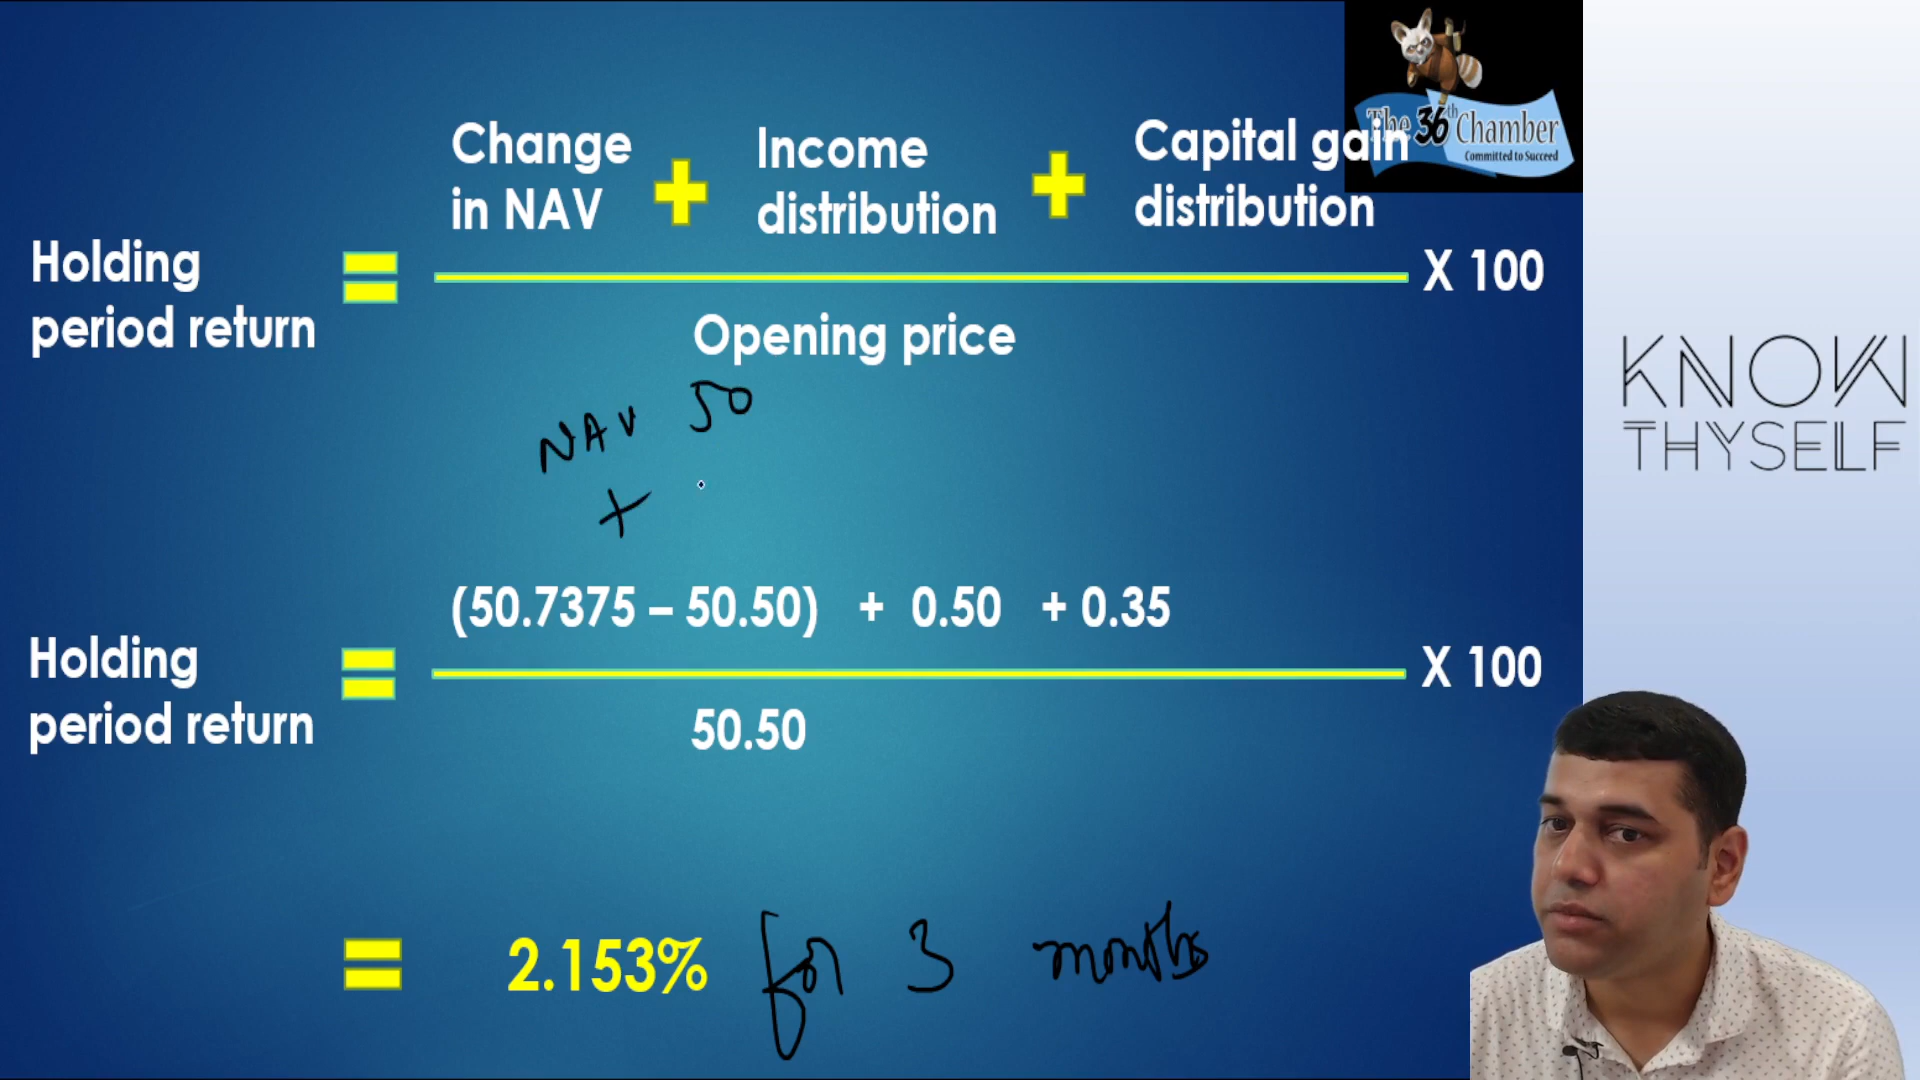 The 36th Chamber
Committed to Succeed
Change in NAV + Income distribution + Capital gain distribution
Holding period return = X 100
Opening price
NAV 50
+
(50.7375 – 50.50) + 0.50 + 0.35
Holding period return = X 100
50.50
= 2.153% for 3 months
KNOW
THYSELF